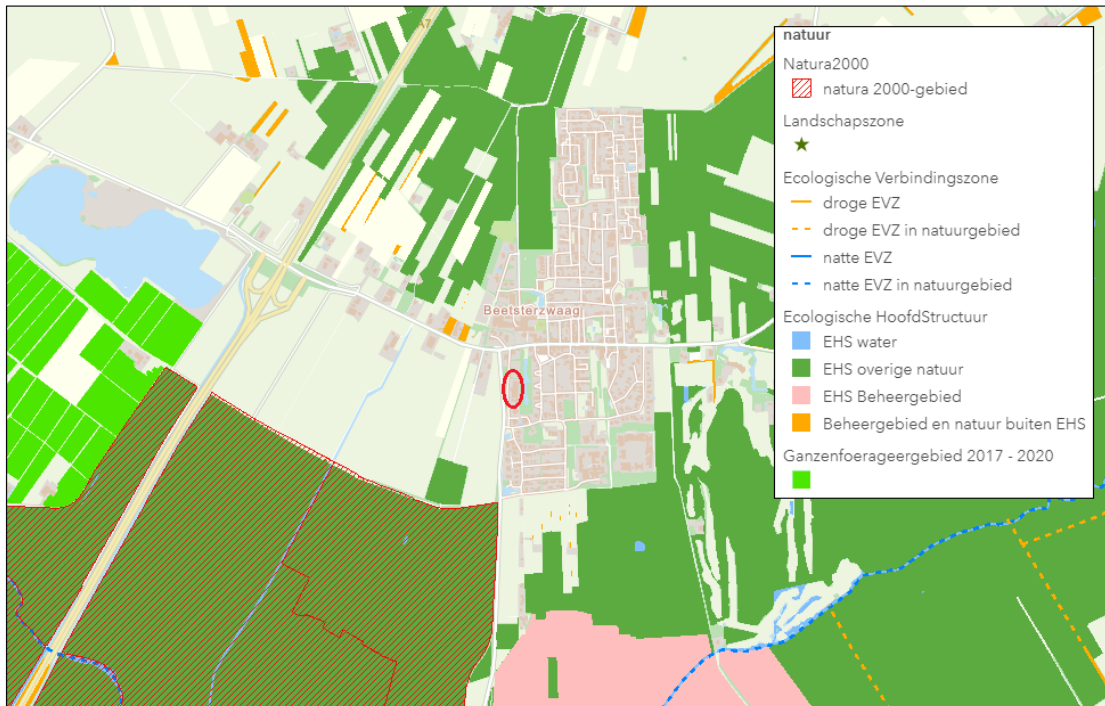 A7
Beetsterzwaag
natuur
Natura2000
natura 2000-gebied
Landschapszone
Ecologische Verbindingszone
droge EVZ
droge EVZ in natuurgebied
natte EVZ
natte EVZ in natuurgebied
Ecologische HoofdStructuur
EHS water
EHS overige natuur
EHS Beheergebied
Beheergebied en natuur buiten EHS
Ganzenfoerageergebied 2017 - 2020